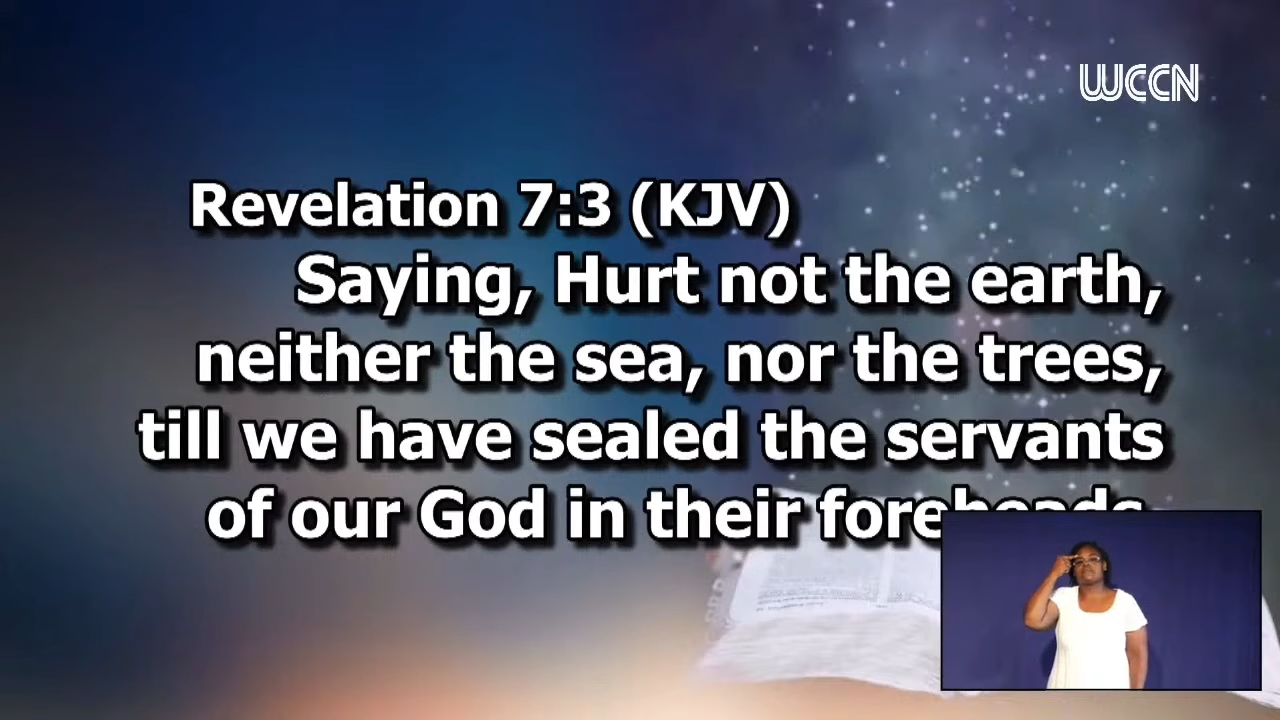 WCCN
Revelation 7:3 (KJV)
Saying, Hurt not the earth,
neither the sea, nor the trees,
till we have sealed the servants
of our God in their foreheads.